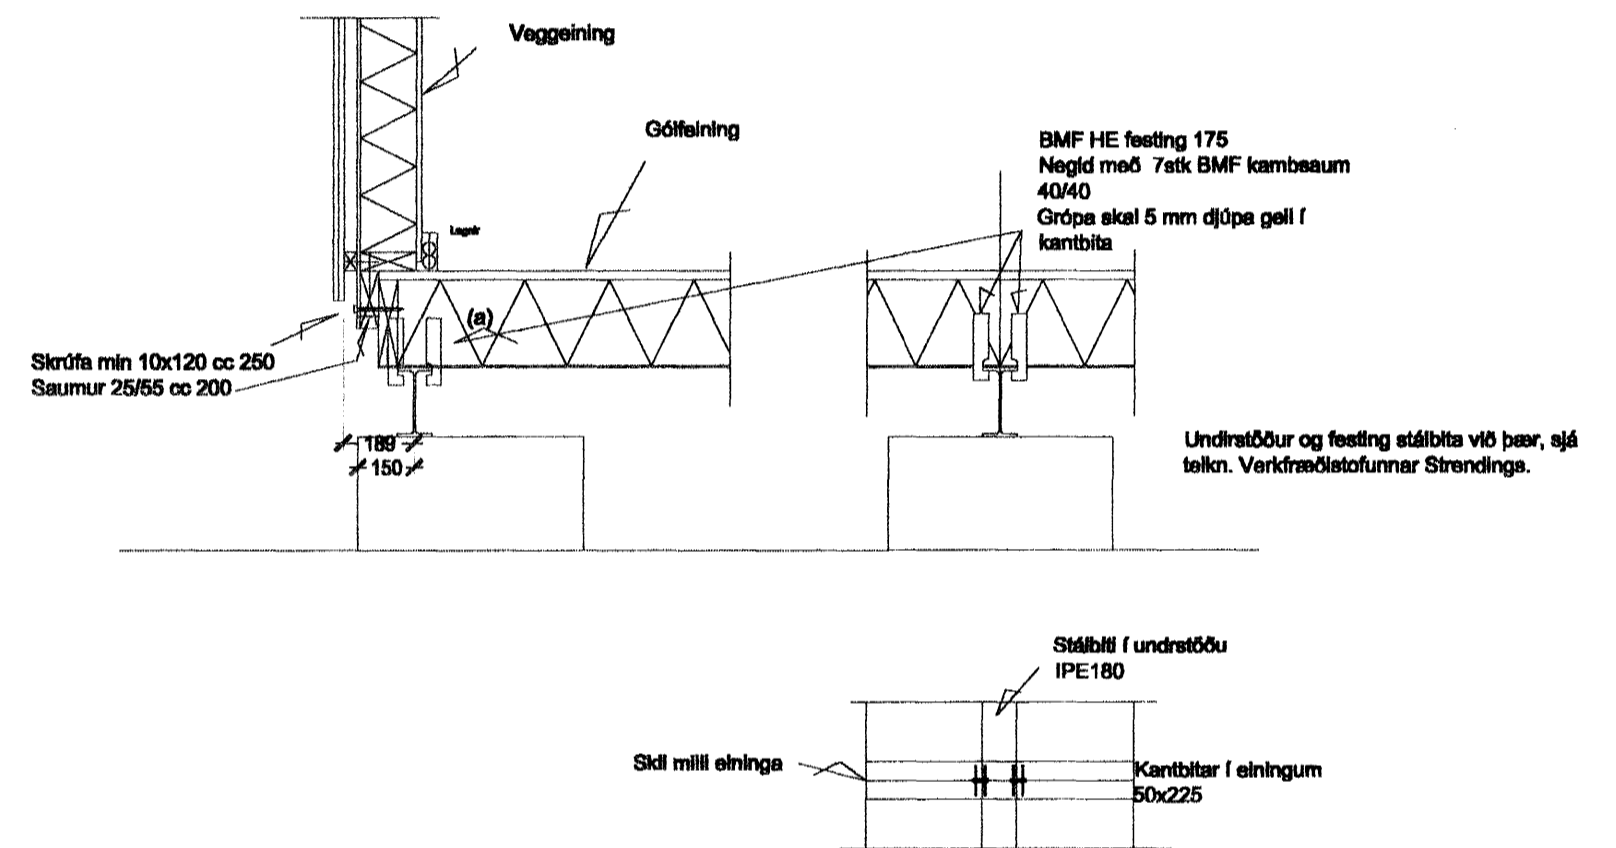 Veggeining
Gólfeining
BMF HE festing 175
Negld með 7stk BMF kambsaum
40/40
Grópa skal 5 mm djúpa geil í
kantbita
Lagnir
(a)
Skrúfa min 10x120 cc 250
Saumur 25/55 cc 200
189
150
Undirstöður og festing stálbita við þær, sjá
teikn. Verkfræðistofunnar Strendings.
Stálbiti í undrstöðu
IPE180
Skil milli eininga
Kantbitar í einingum
50x225